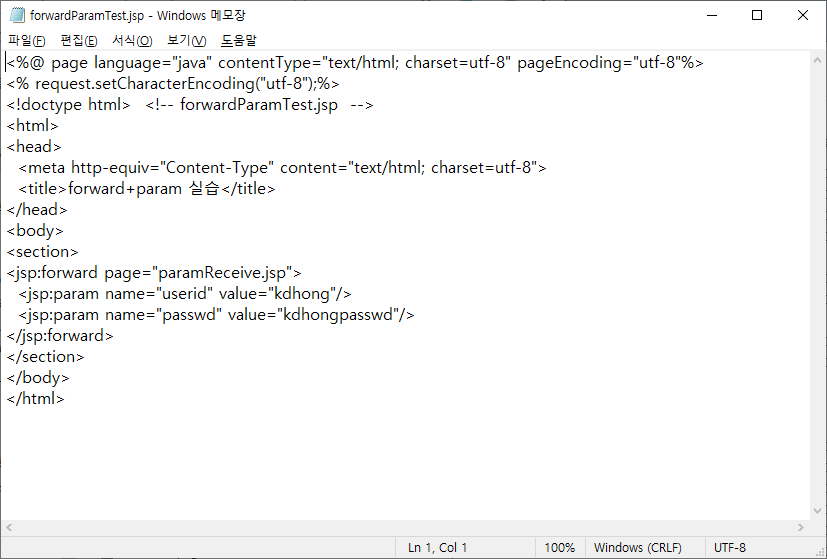 forwardParamTest.jsp - Windows 메모장
파일(F) 편집(E) 서식(O) 보기(V) 도움말
<%@ page language="java" contentType="text/html; charset=utf-8" pageEncoding="utf-8"%>
<% request.setCharacterEncoding("utf-8");%>
<!doctype html>  <!-- forwardParamTest.jsp  -->
<html>
<head>
  <meta http-equiv="Content-Type" content="text/html; charset=utf-8">
  <title>forward+param 실습</title>
</head>
<body>
<section>
<jsp:forward page="paramReceive.jsp">
  <jsp:param name="userid" value="kdhong"/>
  <jsp:param name="passwd" value="kdhongpasswd"/>
</jsp:forward>
</section>
</body>
</html>
Ln 1, Col 1 100% Windows (CRLF) UTF-8